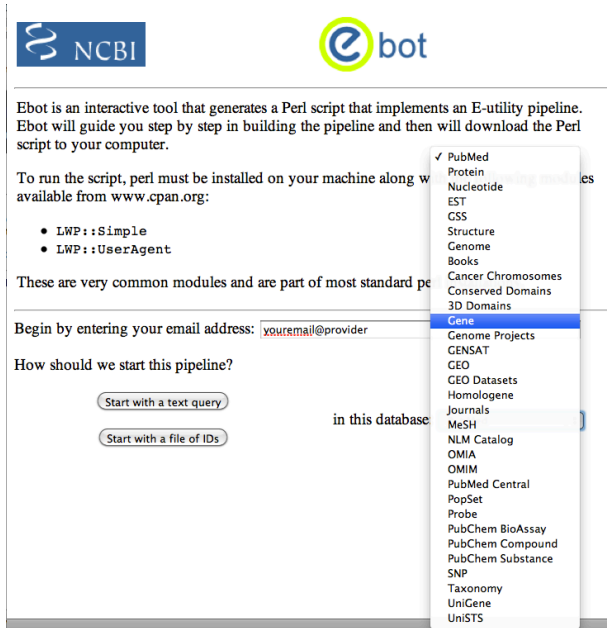 NCBI
e bot
Ebot is an interactive tool that generates a Perl script that implements an E-utility pipeline.
Ebot will guide you step by step in building the pipeline and then will download the Perl
script to your computer.
To run the script, perl must be installed on your machine along modules
available from www.cpan.org:
• LWP::Simple
• LWP::UserAgent
These are very common modules and are part of most standard
Begin by entering your email address: youremail@provider
How should we start this pipeline?
Start with a text query
Start with a file of IDs
in this database
✓ PubMed
Protein
Nucleotide
EST
GSS
Structure
Genome
Books
Cancer Chromosomes
Conserved Domains
3D Domains
Gene
Genome Projects
GENSAT
GEO
GEO Datasets
Homologene
Journals
MeSH
NLM Catalog
OMIA
OMIM
PubMed Central
PopSet
Probe
PubChem BioAssay
PubChem Compound
PubChem Substance
SNP
Taxonomy
UniGene
UniSTS